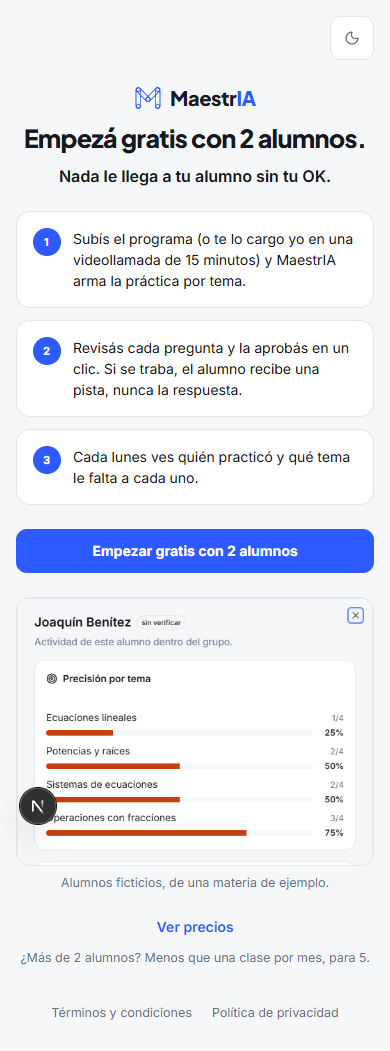 MaestrIA
Empezá gratis con 2 alumnos.
Nada le llega a tu alumno sin tu OK.
1
Subís el programa (o te lo cargo yo en una
videollamada de 15 minutos) y MaestrIA
arma la práctica por tema.
2
Revisás cada pregunta y la aprobás en un
clic. Si se traba, el alumno recibe una
pista, nunca la respuesta.
3
Cada lunes ves quién practicó y qué tema
le falta a cada uno.
Empezar gratis con 2 alumnos
Joaquín Benítez sin verificar
Actividad de este alumno dentro del grupo.
Precisión por tema
Ecuaciones lineales 1/4
25%
Potencias y raíces 2/4
50%
Sistemas de ecuaciones 2/4
50%
N
peraciones con fracciones 3/4
75%
Alumnos ficticios, de una materia de ejemplo.
Ver precios
¿Más de 2 alumnos? Menos que una clase por mes, para 5.
Términos y condiciones Política de privacidad